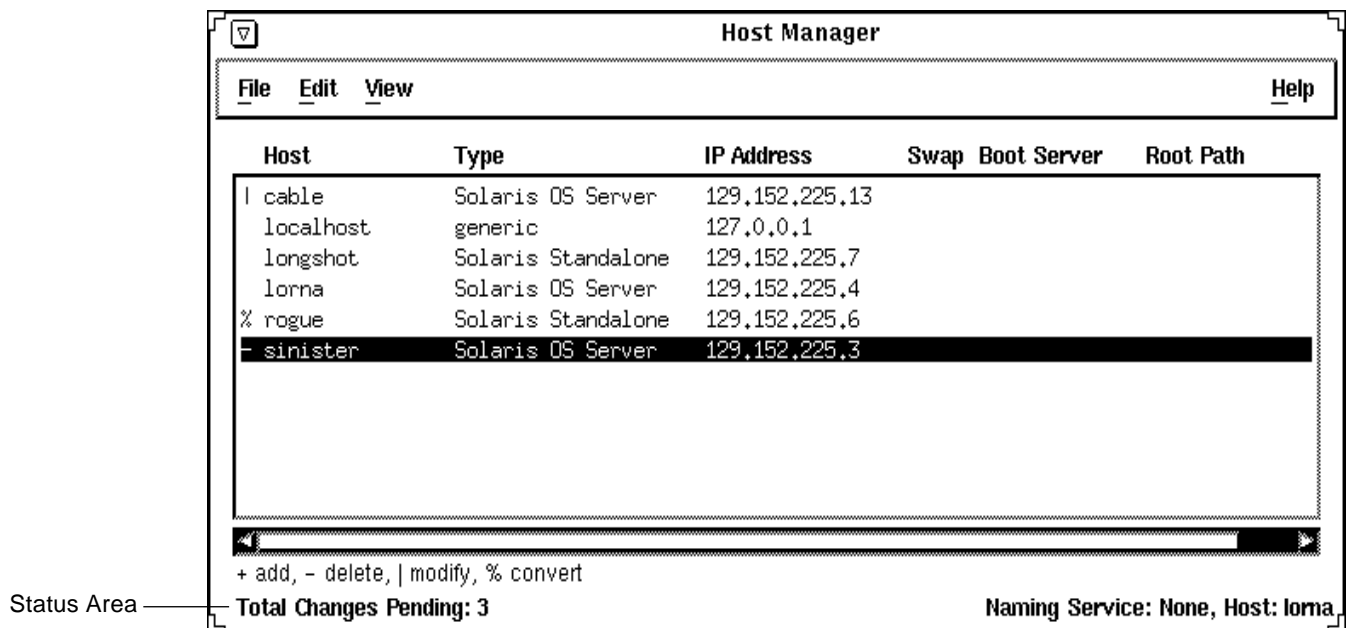 Host Manager
File Edit View Help
Host Type IP Address Swap Boot Server Root Path
| cable Solaris OS Server 129.152.225.13
localhost generic 127.0.0.1
longshot Solaris Standalone 129.152.225.7
lorna Solaris OS Server 129.152.225.4
% rogue Solaris Standalone 129.152.225.6
- sinister Solaris OS Server 129.152.225.3
+ add, – delete, | modify, % convert
Status Area Total Changes Pending: 3 Naming Service: None, Host: lorna